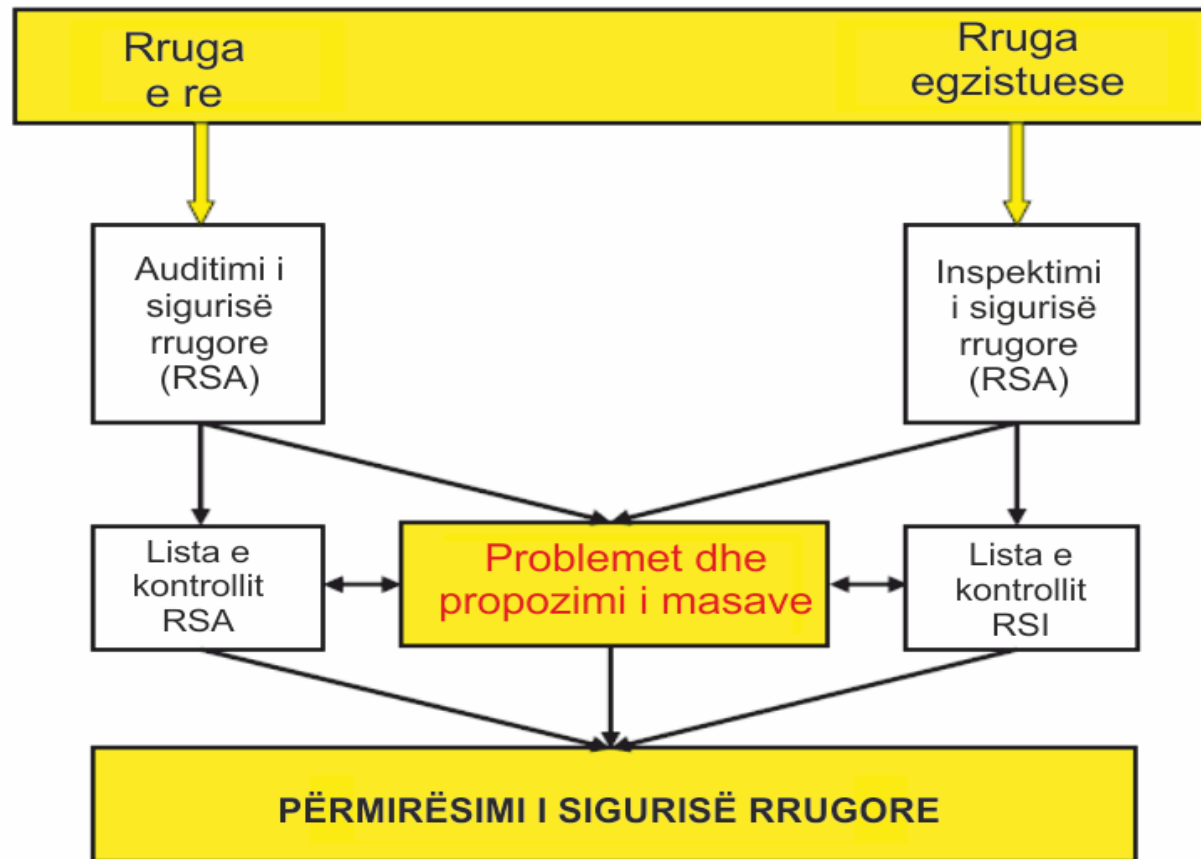 Rruga
e re
Rruga
egzistuese
Auditimi i
sigurisë
rrugore
(RSA)
Inspektimi
i sigurisë
rrugore
(RSA)
Lista e
kontrollit
RSA
Problemet dhe
propozimi i masave
Lista e
kontrollit
RSI
PËRMIRËSIMI I SIGURISË RRUGORE